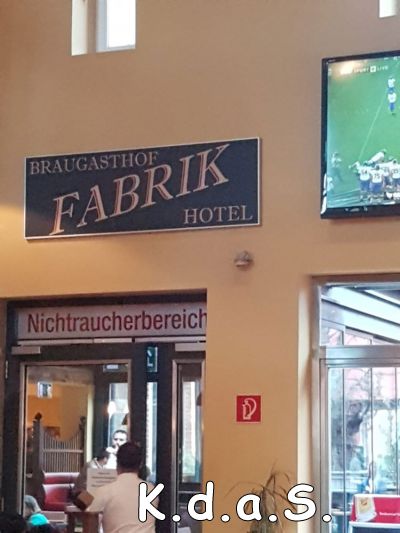 BRAUGASTHOF
FABRIK
HOTEL
Nichtraucherbereich
K.d.a.S.